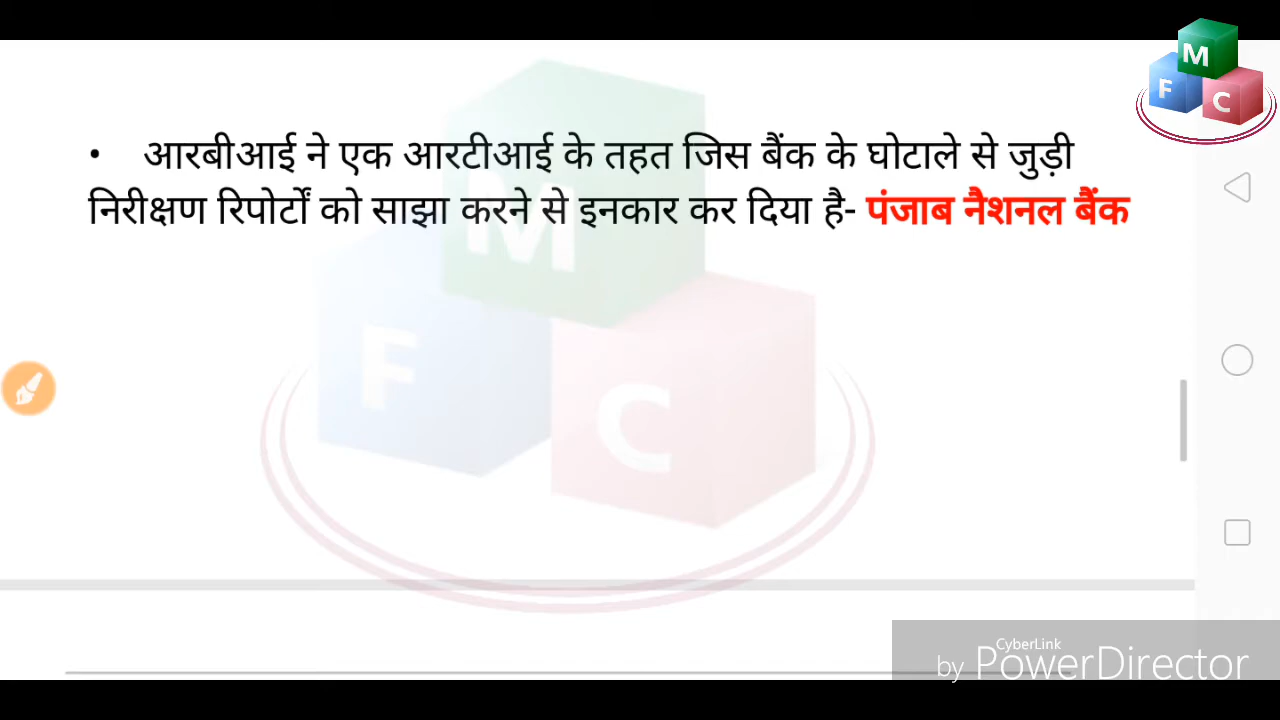 M
F
C
• आरबीआई ने एक आरटीआई के तहत जिस बैंक के घोटाले से जुड़ी
निरीक्षण रिपोर्टों को साझा करने से इनकार कर दिया है- पंजाब नैशनल बैंक
M
F
C
CyberLink
by PowerDirector